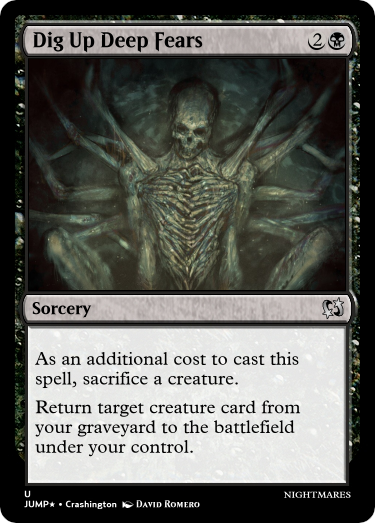 Dig Up Deep Fears 2
Sorcery
As an additional cost to cast this
spell, sacrifice a creature.
Return target creature card from
your graveyard to the battlefield
under your control.
U NIGHTMARES
JUMP★ • Crashington David Romero